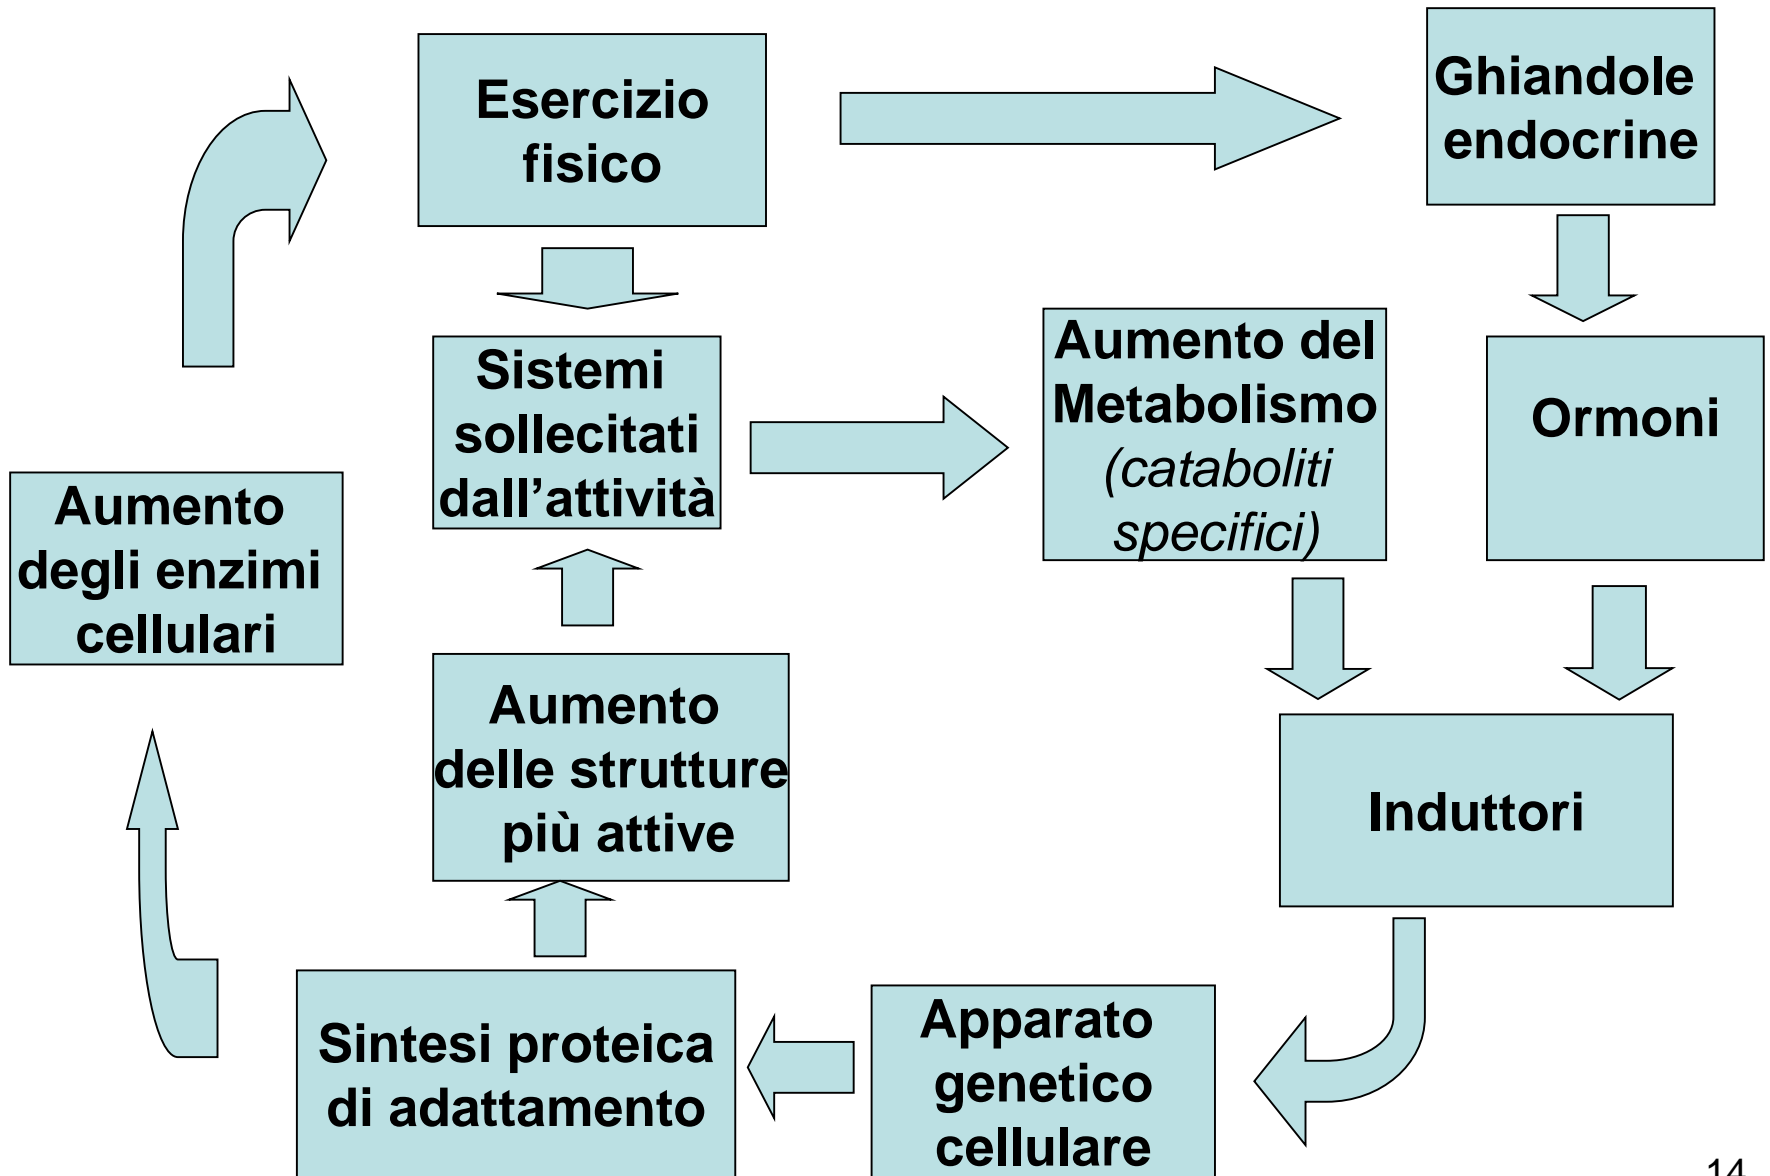 Esercizio
fisico
Ghiandole
endocrine
Sistemi
sollecitati
dall’attività
Aumento del
Metabolismo
(cataboliti
specifici)
Ormoni
Aumento
degli enzimi
cellulari
Aumento
delle strutture
più attive
Induttori
Sintesi proteica
di adattamento
Apparato
genetico
cellulare
14